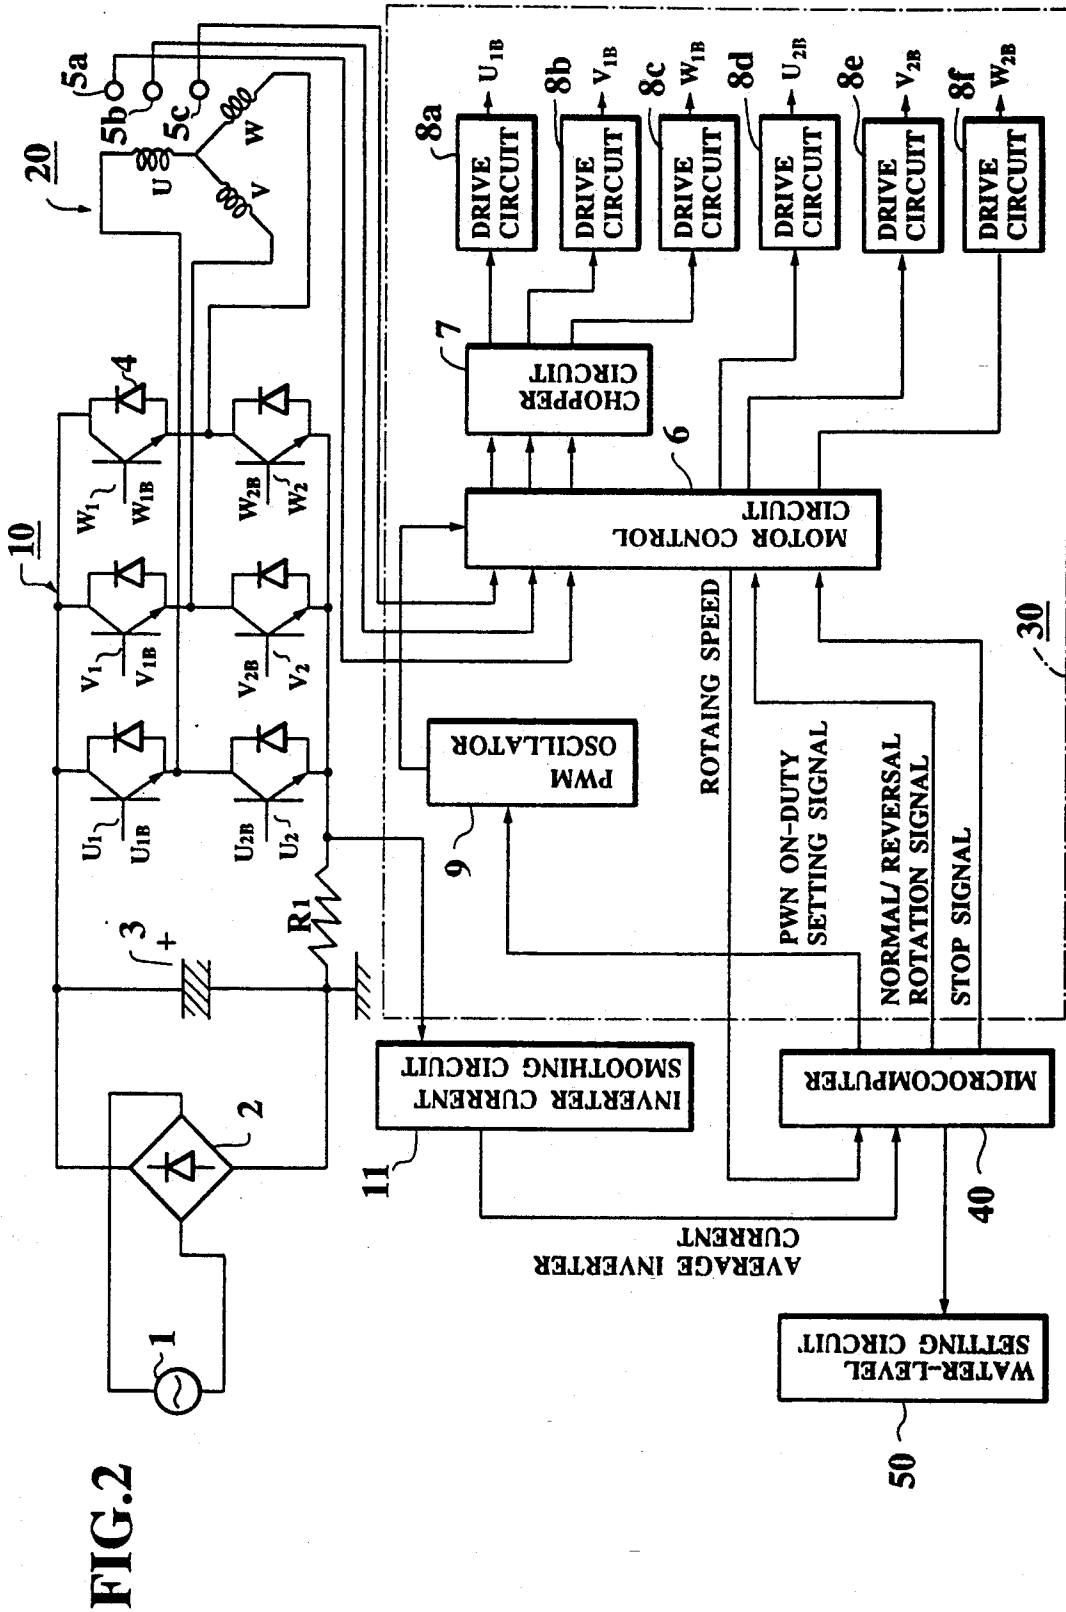 FIG.2
1
2
3
+
R1
10
U1
U1B
V1
V1B
W1
W1B
4
U2B
U2
V2B
V2
W2B
W2
20
U
V
W
5a
5b
5c
11
INVERTER CURRENT
SMOOTHING CIRCUIT
AVERAGE INVERTER
CURRENT
9
PWM
OSCILLATOR
ROTAING SPEED
PWN ON-DUTY
SETTING SIGNAL
NORMAL/ REVERSAL
ROTATION SIGNAL
STOP SIGNAL
MICROCOMPUTER
40
WATER-LEVEL
SETTING CIRCUIT
50
30
MOTOR CONTROL
CIRCUIT
6
CHOPPER
CIRCUIT
7
8a
DRIVE
CIRCUIT
U1B
8b
DRIVE
CIRCUIT
V1B
8c
DRIVE
CIRCUIT
W1B
8d
DRIVE
CIRCUIT
U2B
8e
DRIVE
CIRCUIT
V2B
8f
DRIVE
CIRCUIT
W2B